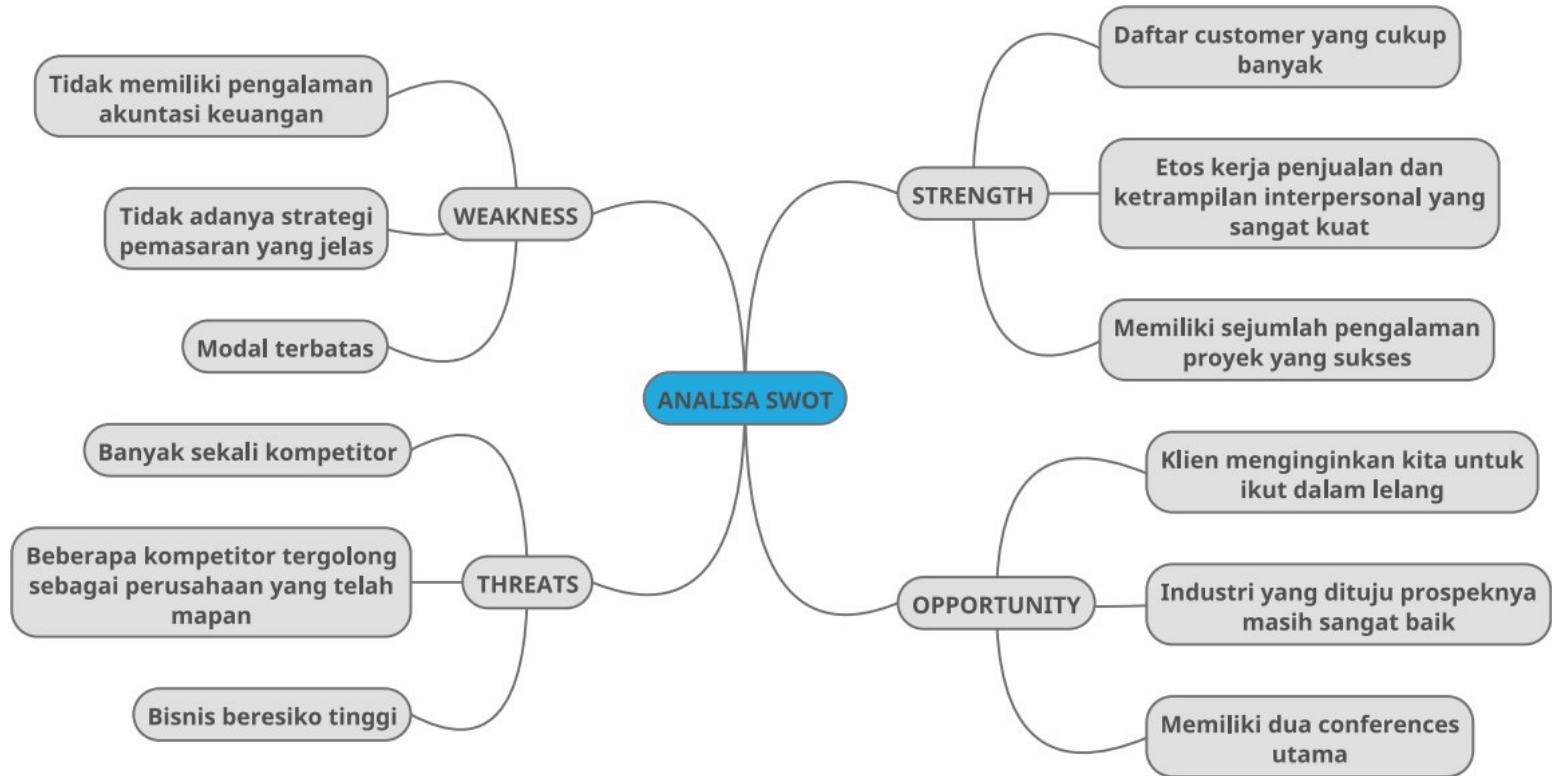 ANALISA SWOT
STRENGTH
Daftar customer yang cukup
banyak
Etos kerja penjualan dan
ketrampilan interpersonal yang
sangat kuat
Memiliki sejumlah pengalaman
proyek yang sukses
OPPORTUNITY
Klien menginginkan kita untuk
ikut dalam lelang
Industri yang dituju prospeknya
masih sangat baik
Memiliki dua conferences
utama
WEAKNESS
Tidak memiliki pengalaman
akuntasi keuangan
Tidak adanya strategi
pemasaran yang jelas
Modal terbatas
THREATS
Banyak sekali kompetitor
Beberapa kompetitor tergolong
sebagai perusahaan yang telah
mapan
Bisnis beresiko tinggi